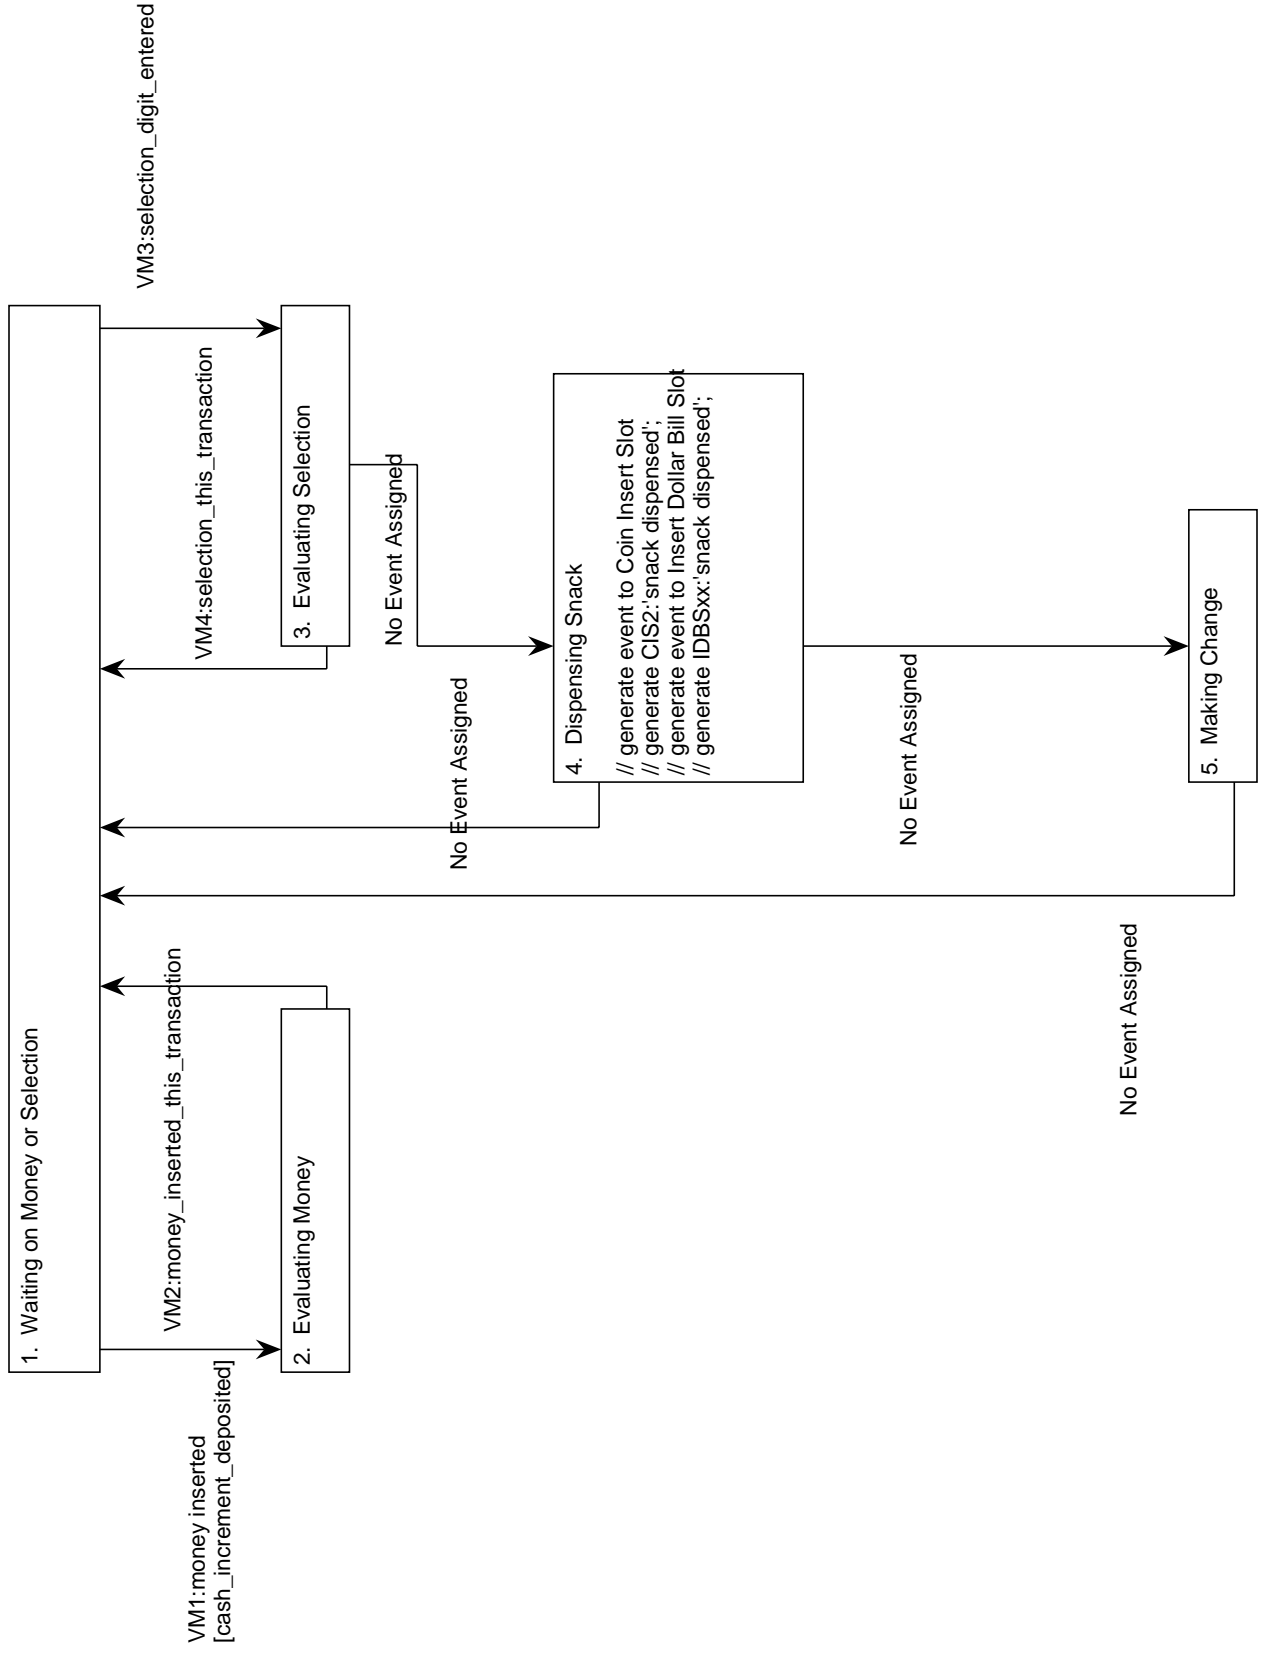 1.  Waiting on Money or Selection
VM1:money inserted
[cash_increment_deposited]
VM2:money_inserted_this_transaction
VM4:selection_this_transaction
VM3:selection_digit_entered
2.  Evaluating Money
3.  Evaluating Selection
No Event Assigned
No Event Assigned
4.  Dispensing Snack
// generate event to Coin Insert Slot
// generate CIS2:'snack dispensed';
// generate event to Insert Dollar Bill Slot
// generate IDBSxx:'snack dispensed';
No Event Assigned
No Event Assigned
5.  Making Change